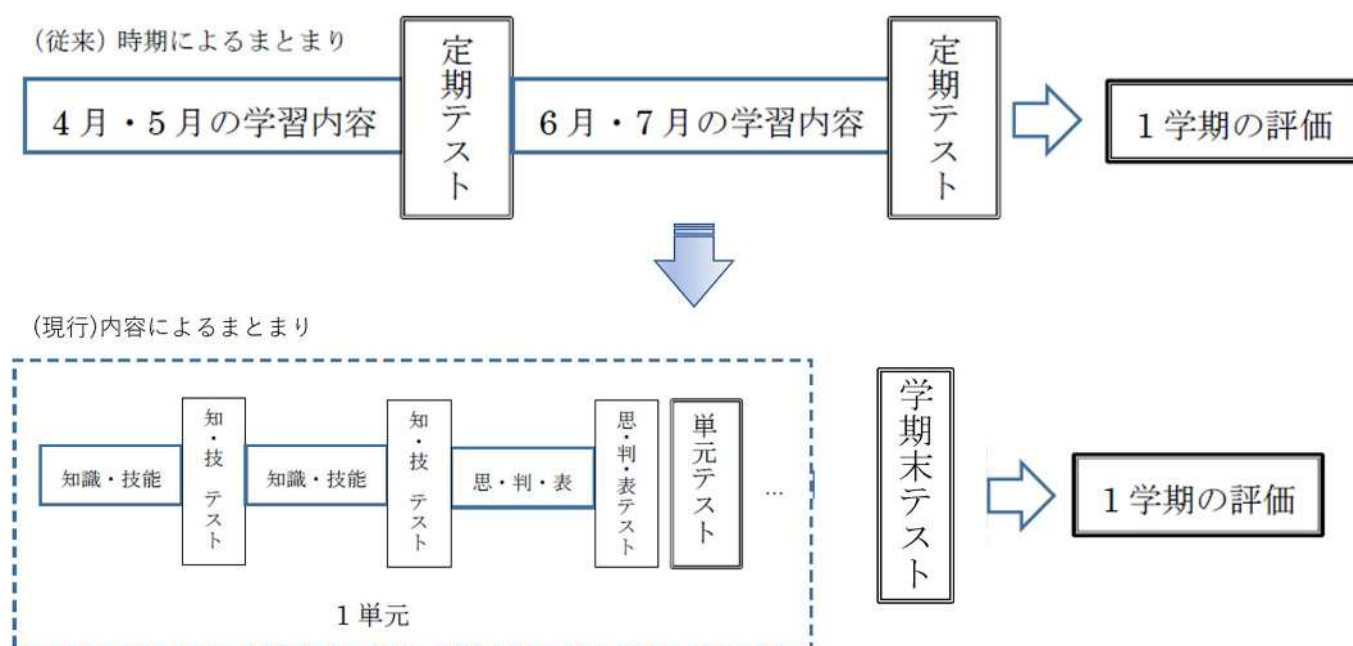 (従来) 時期によるまとまり
4月・5月の学習内容
定期テスト
6月・7月の学習内容
定期テスト
1学期の評価
(現行)内容によるまとまり
知識・技能
知・技 テスト
知識・技能
知・技 テスト
思・判・表
思・判・表テスト
単元テスト
…
1単元
学期末テスト
1学期の評価